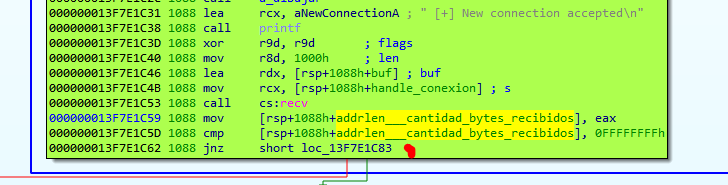 000000013F7E1C31 1088 lea rcx, aNewConnectionA ; " [+] New connection accepted\n"
000000013F7E1C38 1088 call printf
000000013F7E1C3D 1088 xor r9d, r9d ; flags
000000013F7E1C40 1088 mov r8d, 1000h ; len
000000013F7E1C46 1088 lea rdx, [rsp+1088h+buf] ; buf
000000013F7E1C4B 1088 mov rcx, [rsp+1088h+handle_conexion] ; s
000000013F7E1C53 1088 call cs:recv
000000013F7E1C59 1088 mov [rsp+1088h+addrlen___cantidad_bytes_recibidos], eax
000000013F7E1C5D 1088 cmp [rsp+1088h+addrlen___cantidad_bytes_recibidos], 0FFFFFFFFh
000000013F7E1C62 1088 jnz short loc_13F7E1C83